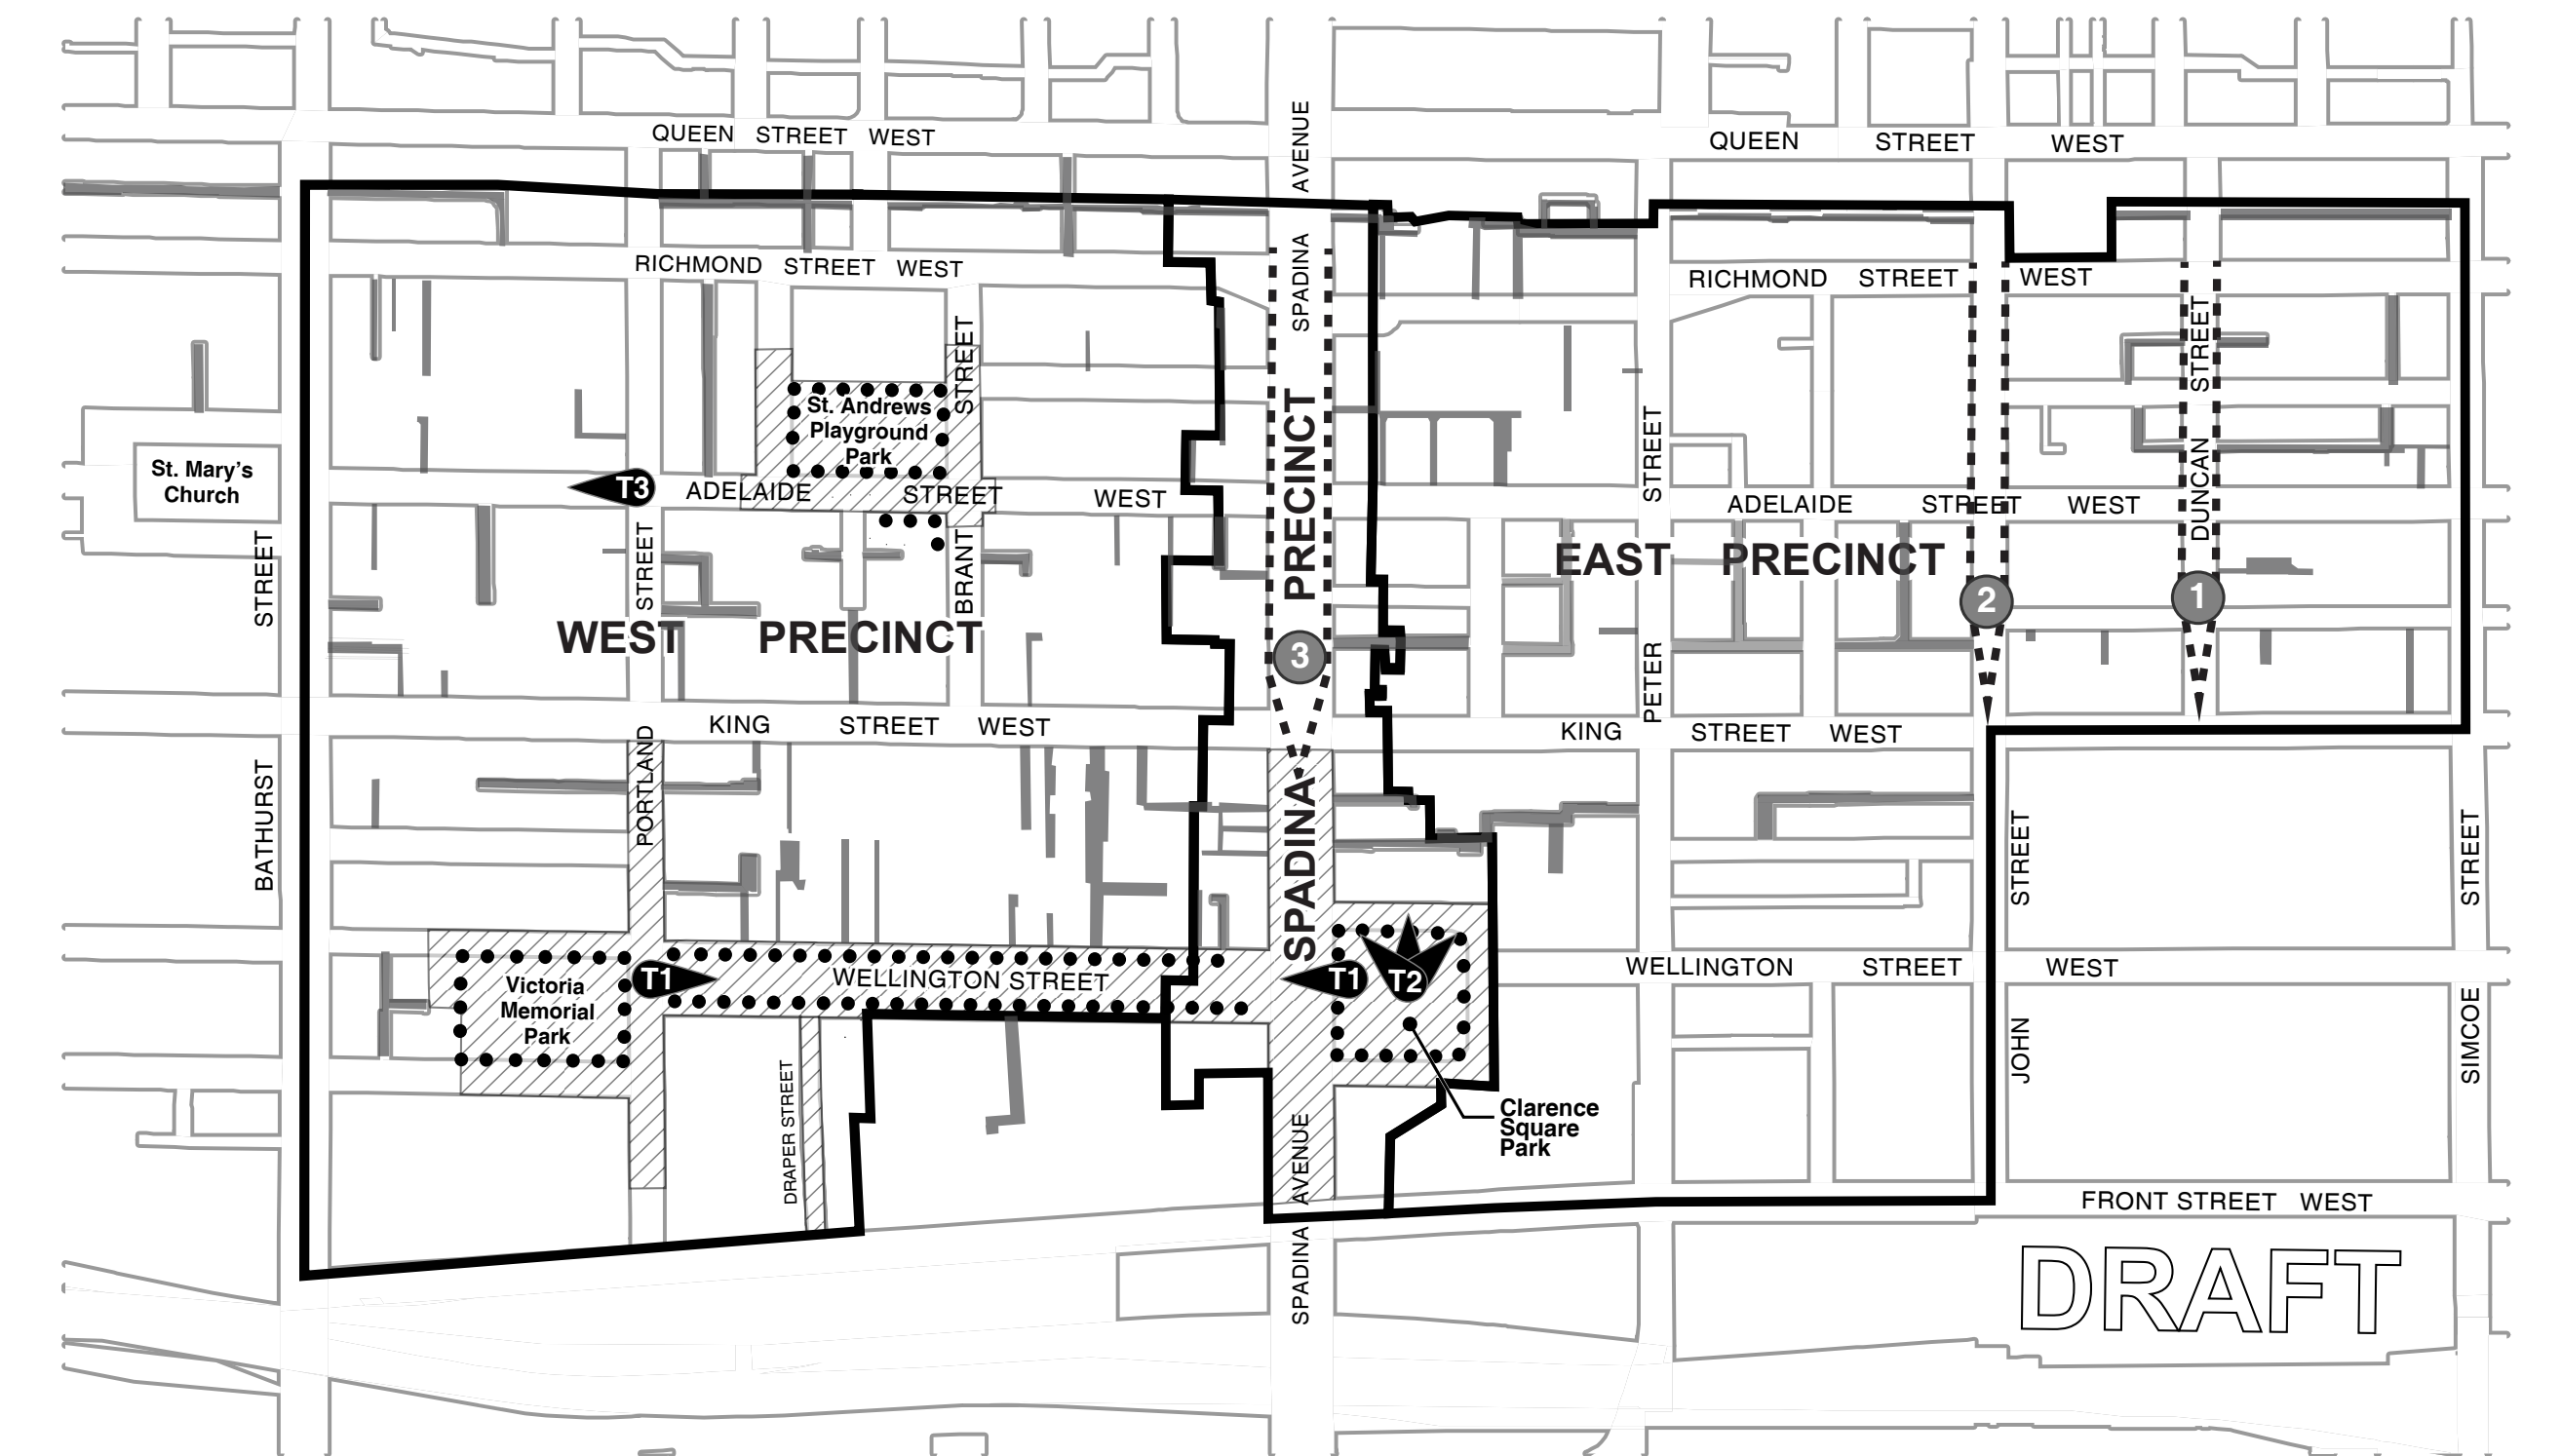 QUEEN STREET WEST
QUEEN STREET WEST
AVENUE
SPADINA
RICHMOND STREET WEST
RICHMOND STREET WEST
STREET
DUNCAN STREET
St. Andrews
Playground
Park
St. Mary's
Church
T3
ADELAIDE STREET WEST
ADELAIDE STREET WEST
BRANT
STREET
STREET
PRECINCT
EAST PRECINCT
STREET
WEST PRECINCT
1
2
3
PETER
KING STREET WEST
KING STREET WEST
PORTLAND
BATHURST
SPADINA
STREET
STREET
T1
WELLINGTON STREET
T1
T2
WELLINGTON STREET WEST
Victoria
Memorial
Park
JOHN
SIMCOE
DRAPER STREET
Clarence
Square
Park
AVENUE
SPADINA
FRONT STREET WEST
DRAFT